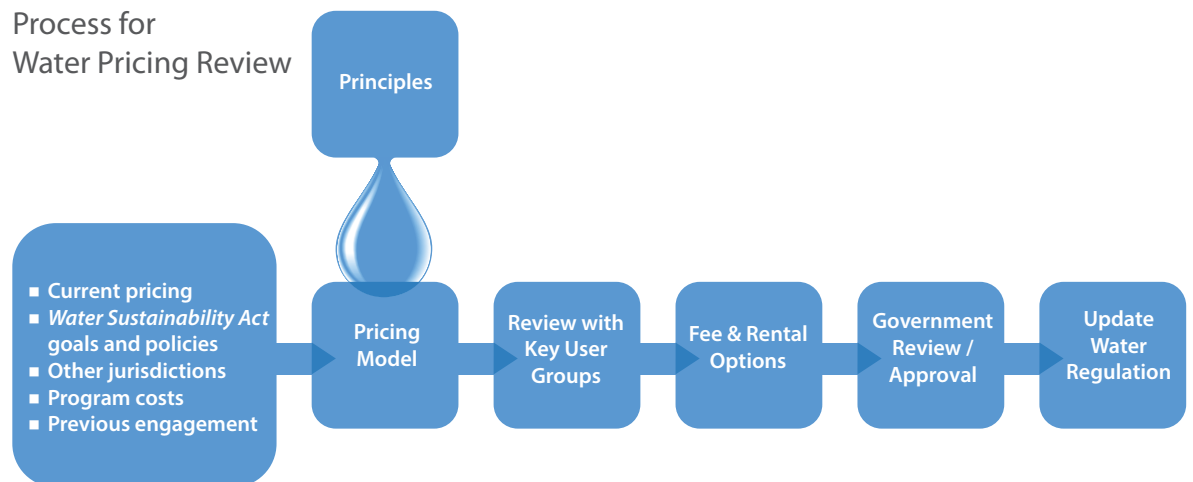 Process for
Water Pricing Review
Principles
■ Current pricing
■ Water Sustainability Act
goals and policies
■ Other jurisdictions
■ Program costs
■ Previous engagement
Pricing
Model
Review with
Key User
Groups
Fee & Rental
Options
Government
Review /
Approval
Update
Water
Regulation